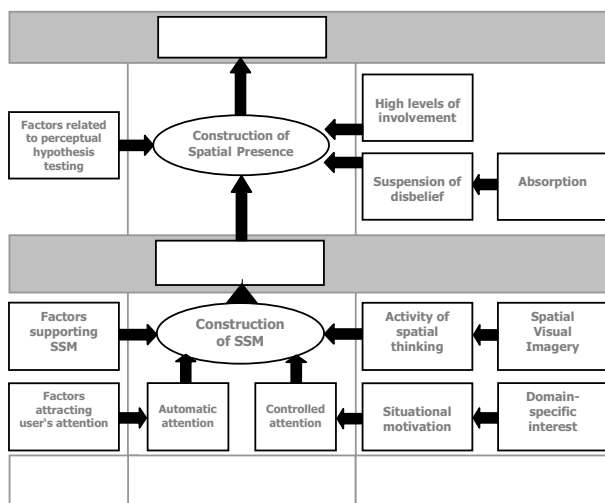 High levels of
involvement
Factors related
to perceptual
hypothesis
testing
Construction of
Spatial Presence
Suspension of
disbelief
Absorption
Factors
supporting
SSM
Construction
of SSM
Activity of
spatial
thinking
Spatial
Visual
Imagery
Factors
attracting
user's attention
Automatic
attention
Controlled
attention
Situational
motivation
Domain-
specific
interest